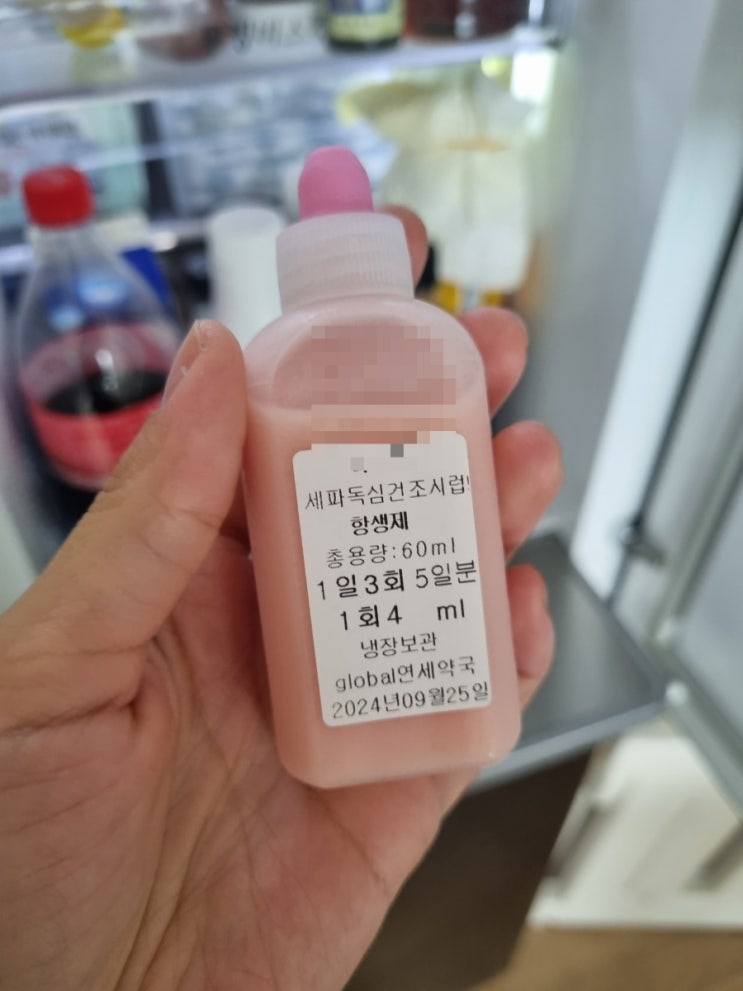 세파독심건조시럽!
항생제
총용량:60ml
1일3회 5일분
1회4 ml
냉장보관
global연세약국
2024년09월25일